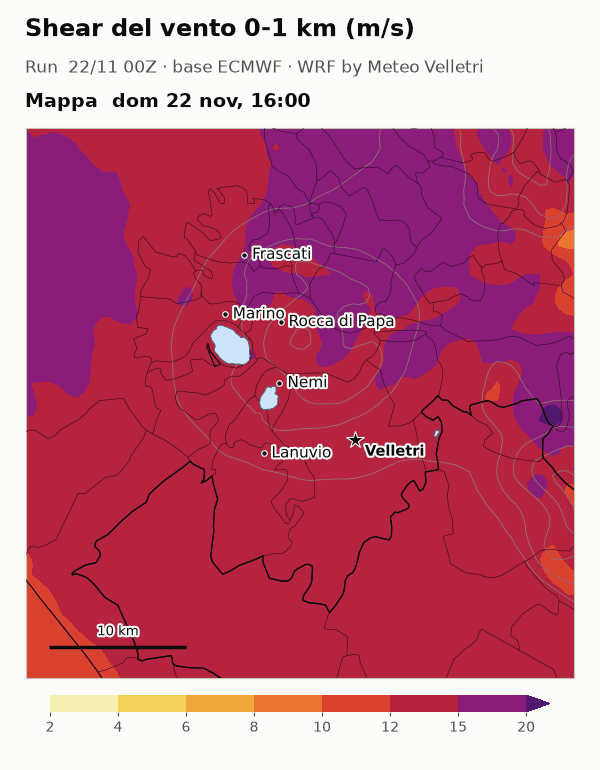 Shear del vento 0-1 km (m/s)
Run  22/11 00Z · base ECMWF · WRF by Meteo Velletri
Mappa  dom 22 nov, 16:00
Frascati
Marino
Rocca di Papa
Nemi
Velletri
Lanuvio
10 km
2 4 6 8 10 12 15 20